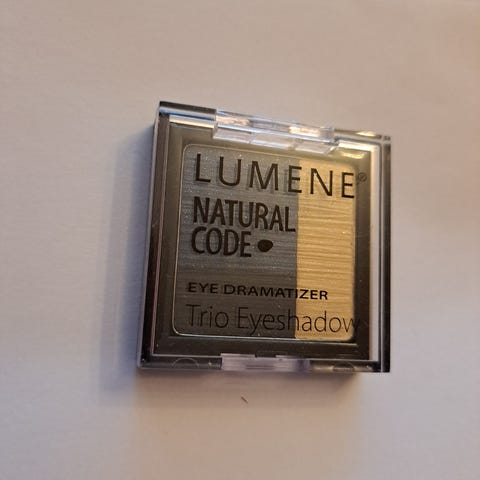 LUMENE®
NATURAL
CODE
EYE DRAMATIZER
Trio Eyeshadow